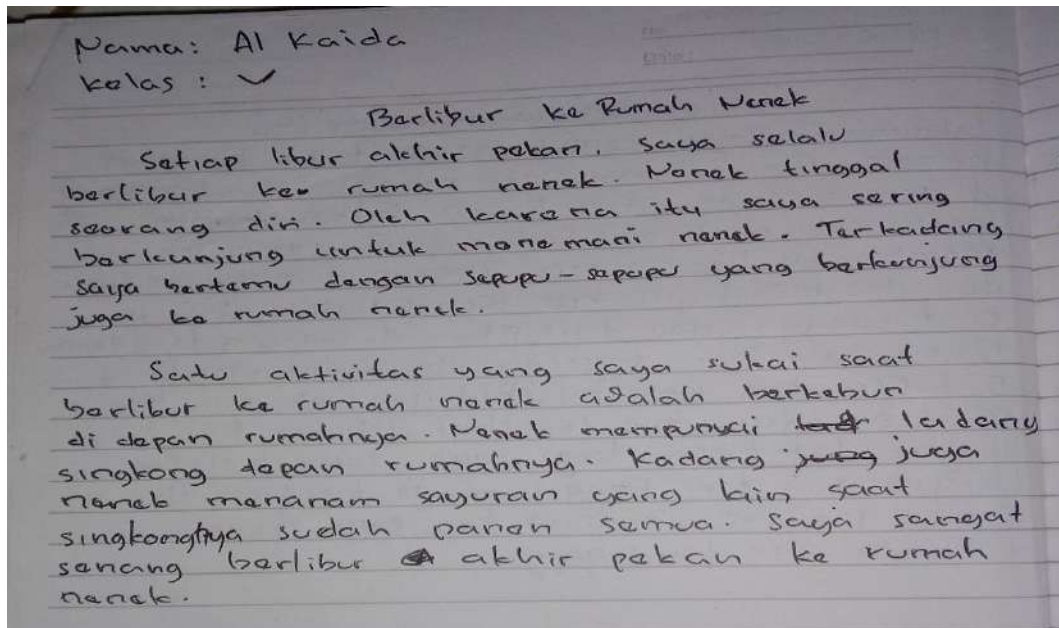 Nama: Al Kaida
Kelas : V
Berlibur ke Rumah Nenek
Setiap libur akhir pekan. saya selalu
berlibur ke rumah nenek. Nenek tinggal
seorang diri. Oleh karena itu saya sering
berkunjung untuk menemani nenek. Terkadang
saya bertemu dengan sepupu-sepupu yang berkunjung
juga ke rumah nenek.
Satu aktivitas yang saya sukai saat
berlibur ke rumah nenek adalah berkebun
di depan rumahnya. Nenek mempunyai ladang
singkong depan rumahnya. Kadang juga
nenek menanam sayuran yang lain saat
singkongnya sudah panen semua. Saya sangat
senang berlibur akhir pekan ke rumah
nenek.